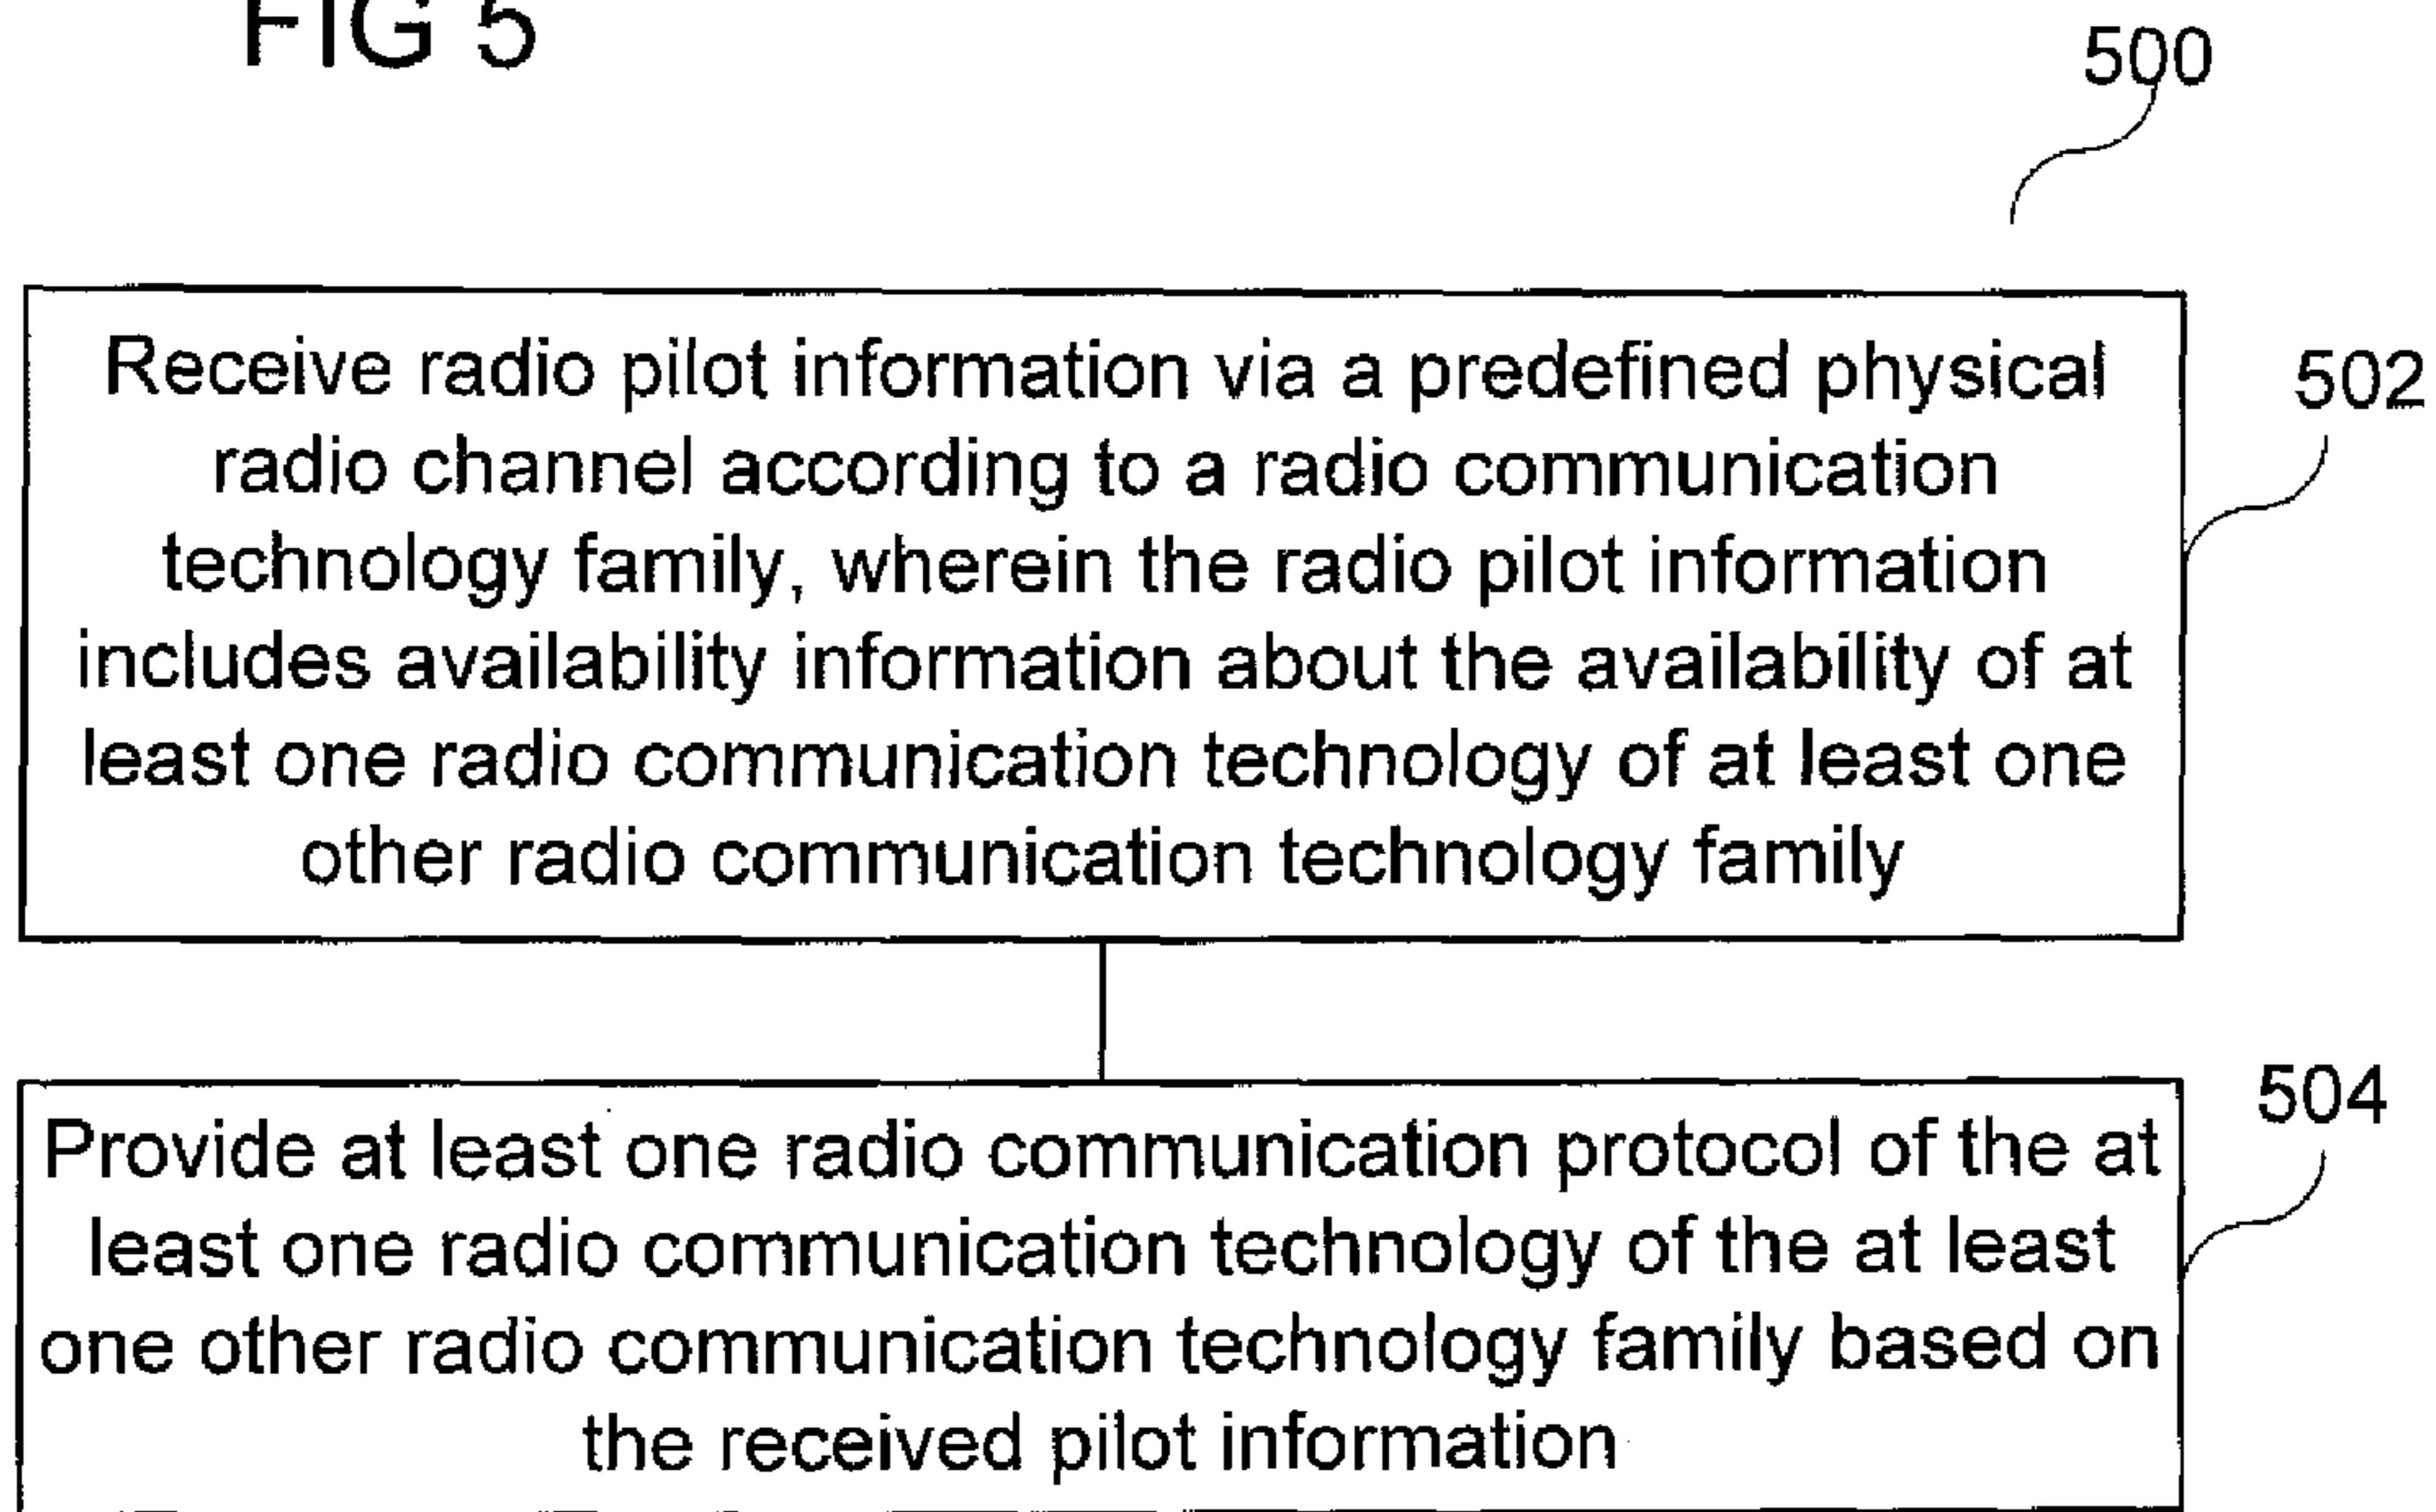 FIG 5
500
Receive radio pilot information via a predefined physical
radio channel according to a radio communication
technology family, wherein the radio pilot information
includes availability information about the availability of at
least one radio communication technology of at least one
other radio communication technology family
502
Provide at least one radio communication protocol of the at
least one radio communication technology of the at least
one other radio communication technology family based on
the received pilot information
504